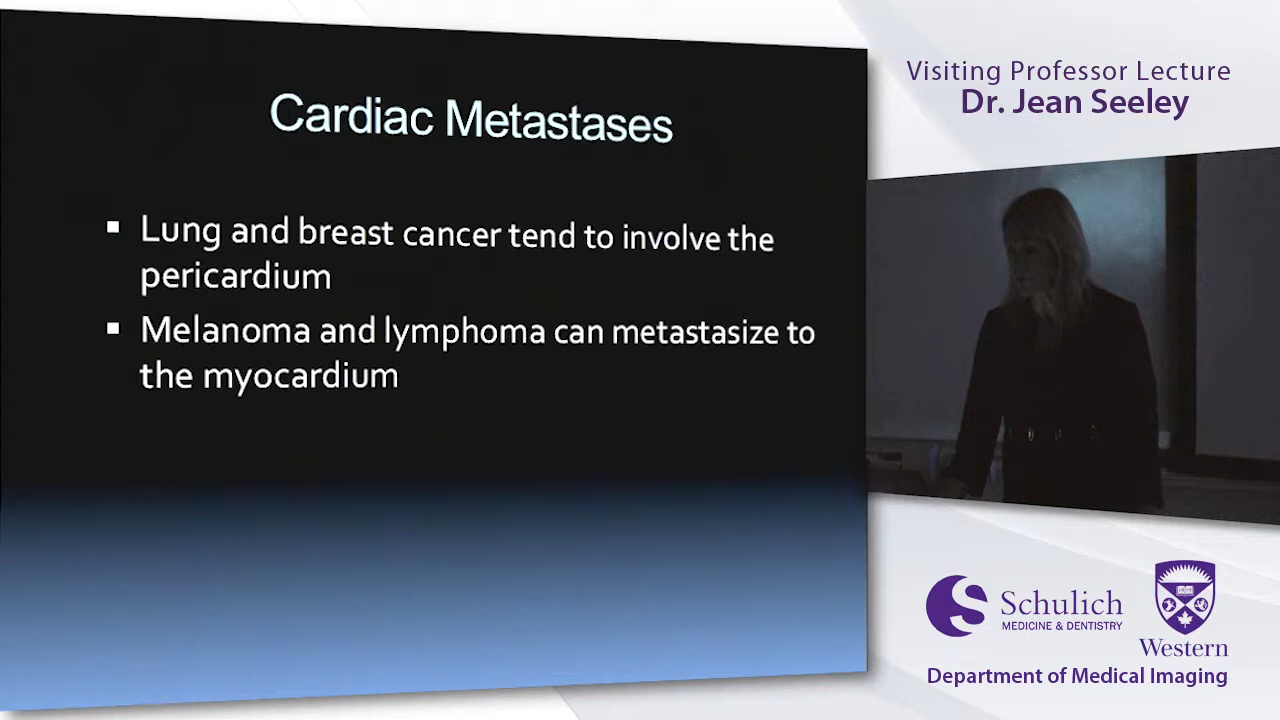 Cardiac Metastases
▪ Lung and breast cancer tend to involve the
pericardium
▪ Melanoma and lymphoma can metastasize to
the myocardium
Visiting Professor Lecture
Dr. Jean Seeley
Schulich
MEDICINE & DENTISTRY
Western
Department of Medical Imaging